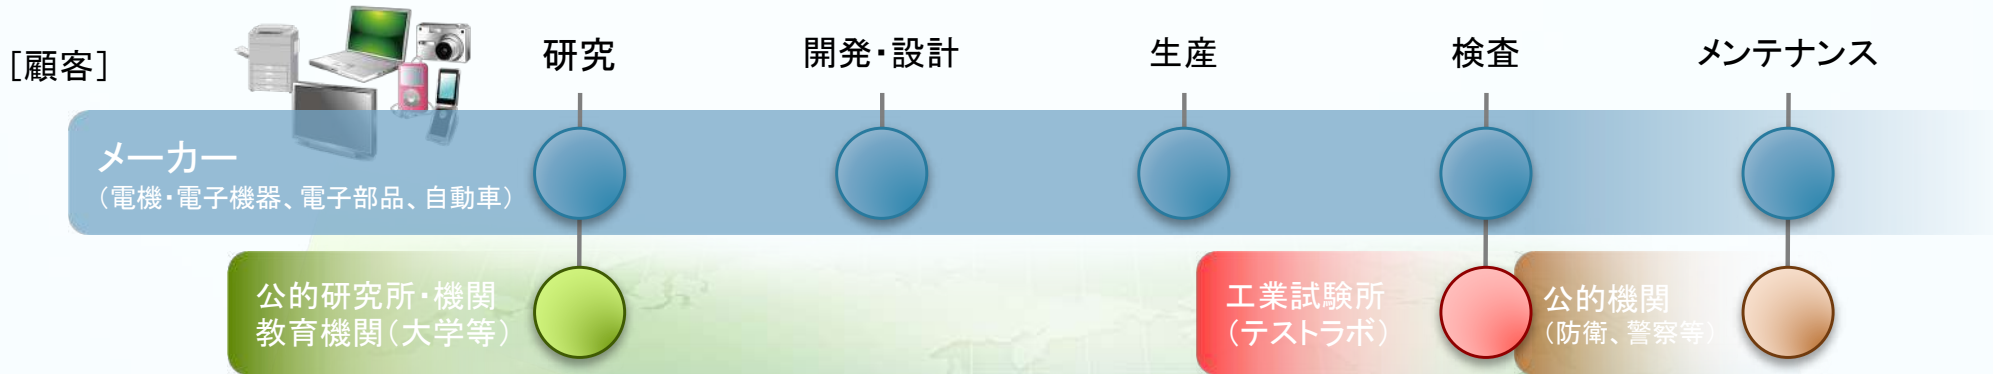 ［顧客］
研究
開発・設計
生産
検査
メンテナンス
メーカー
（電機・電子機器、電子部品、自動車）
公的研究所・機関
教育機関（大学等）
工業試験所
（テストラボ）
公的機関
（防衛、警察等）